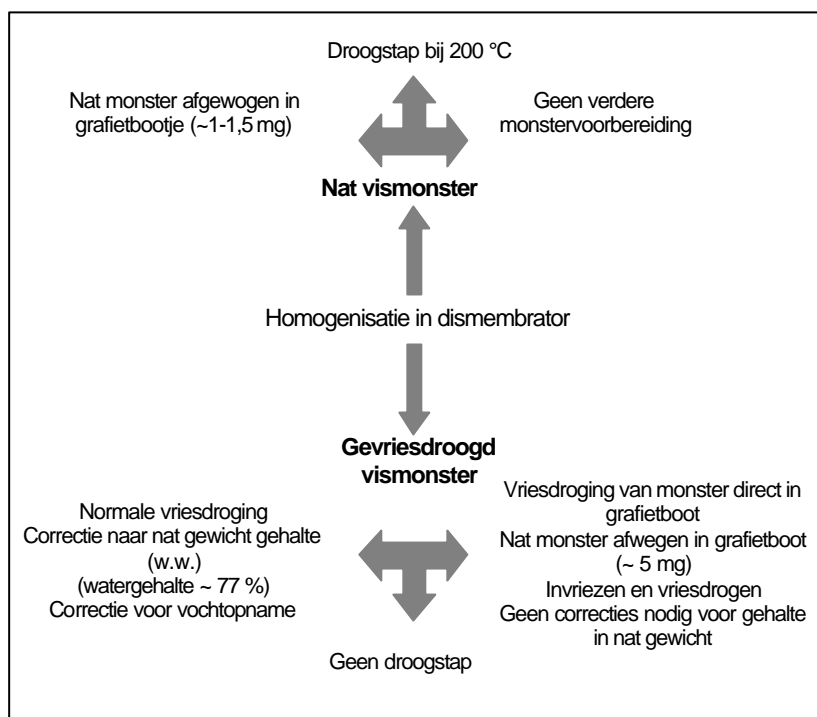 Droogstap bij 200 °C
Nat monster afgewogen in
grafietbootje (~1-1,5 mg)
Geen verdere
monstervoorbereiding
Nat vismonster
Homogenisatie in dismembrator
Gevriesdroogd
vismonster
Normale vriesdroging
Correctie naar nat gewicht gehalte
(w.w.)
(watergehalte ~ 77 %)
Correctie voor vochtopname
Vriesdroging van monster direct in
grafietboot
Nat monster afwegen in grafietboot
(~ 5 mg)
Invriezen en vriesdrogen
Geen correcties nodig voor gehalte
in nat gewicht
Geen droogstap